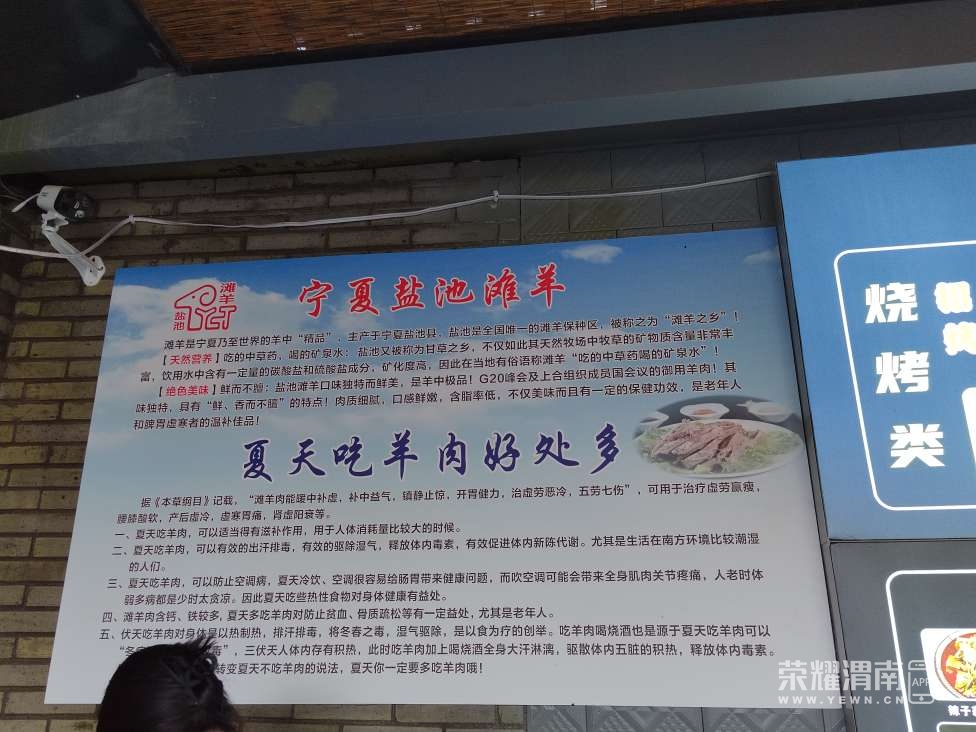 滩羊
盐池
宁夏盐池滩羊
滩羊是宁夏乃至世界的羊中“精品”，主产于宁夏盐池县，盐池是全国唯一的滩羊保种区，被称之为“滩羊之乡”！
【天然营养】吃的中草药，喝的矿泉水：盐池又被称为甘草之乡，不仅如此其天然牧场中牧草的矿物质含量非常丰
富，饮用水中含有一定量的碳酸盐和硫酸盐成分，矿化度高，因此在当地有俗语称滩羊“吃的中草药喝的矿泉水”！
【绝色美味】鲜而不膻：盐池滩羊口味独特而鲜美，是羊中极品！G20峰会及上合组织成员国会议的御用羊肉！其
味独特，具有“鲜、香而不膻”的特点！肉质细腻，口感鲜嫩，含脂率低，不仅美味而且有一定的保健功效，是老年人
和脾胃虚寒者的温补佳品！
夏天吃羊肉好处多
据《本草纲目》记载，“滩羊肉能暖中补虚，补中益气，镇静止惊，开胃健力，治虚劳恶冷，五劳七伤”，可用于治疗虚劳羸瘦，
腰膝酸软，产后虚冷，虚寒胃痛，肾虚阳衰等。
一、夏天吃羊肉，可以适当得有滋补作用，用于人体消耗量比较大的时候。
二、夏天吃羊肉，可以有效的出汗排毒，有效的驱除湿气，释放体内毒素，有效促进体内新陈代谢。尤其是生活在南方环境比较潮湿
的人们。
三、夏天吃羊肉，可以防止空调病，夏天冷饮、空调很容易给肠胃带来健康问题，而吹空调可能会带来全身肌肉关节疼痛，人老时体
弱多病都是少时太贪凉。因此夏天吃些热性食物对身体健康有益处。
四、滩羊肉含钙、铁较多，夏天多吃羊肉对防止贫血、骨质疏松等有一定益处，尤其是老年人。
五、伏天吃羊肉对身体是以热制热，排汗排毒，将冬春之毒，湿气驱除，是以食为疗的创举。吃羊肉喝烧酒也是源于夏天吃羊肉可以
毒”，三伏天人体内存有积热，此时吃羊肉加上喝烧酒全身大汗淋漓，驱散体内五脏的积热，释放体内毒素。
转变夏天不吃羊肉的说法，夏天你一定要多吃羊肉哦！
烧
烤
类
辣子
荣耀渭南APP
WWW.YEWN.CN